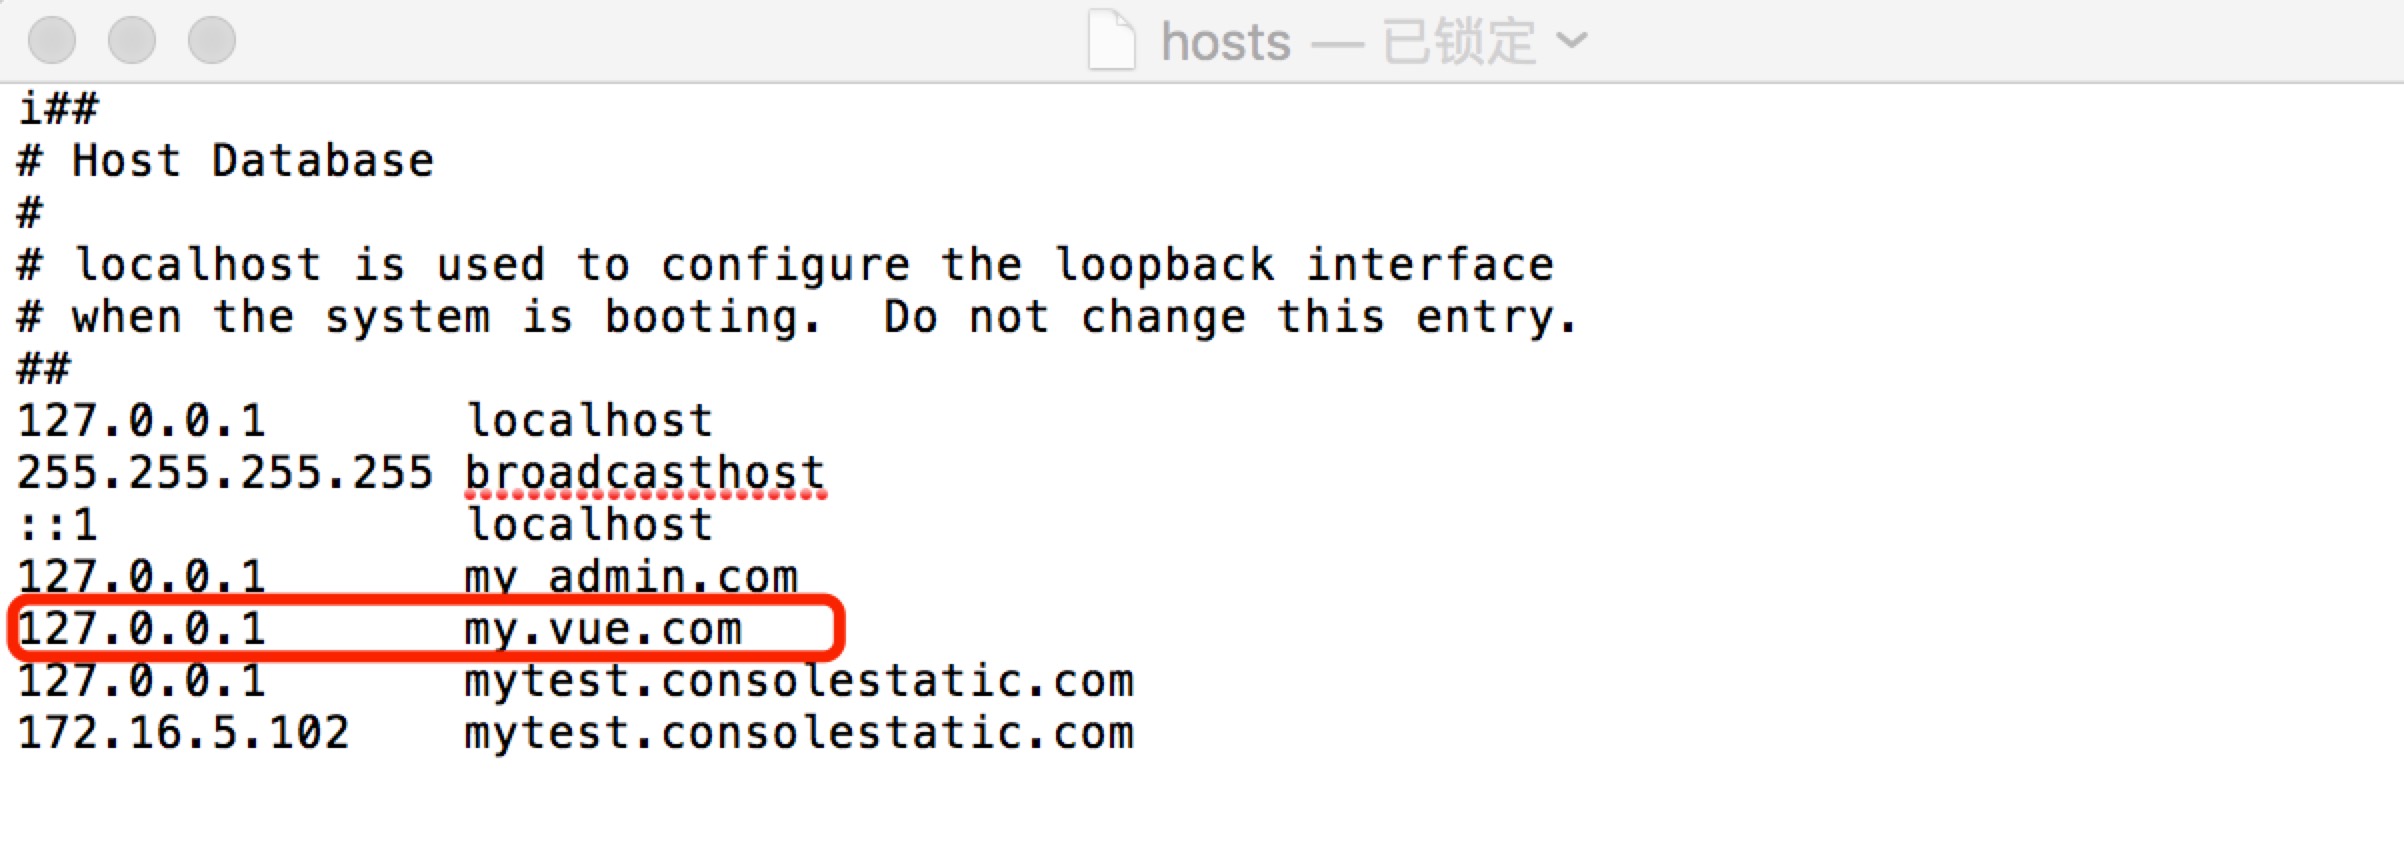 hosts — 已锁定
i##
# Host Database
#
# localhost is used to configure the loopback interface
# when the system is booting.  Do not change this entry.
##
127.0.0.1       localhost
255.255.255.255 broadcasthost
::1             localhost
127.0.0.1       my admin.com
127.0.0.1       my.vue.com
127.0.0.1       mytest.consolestatic.com
172.16.5.102    mytest.consolestatic.com